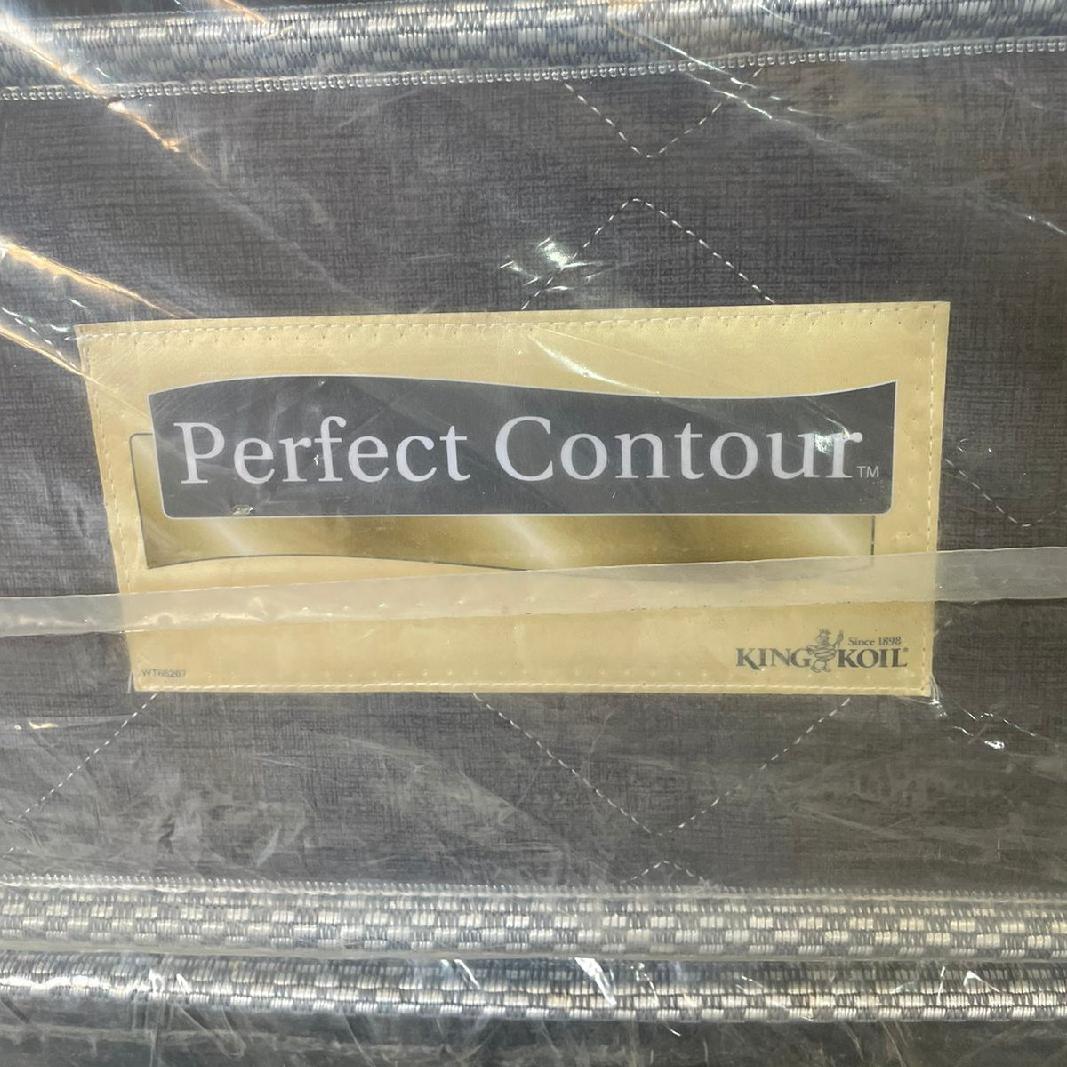 Perfect Contour™
Since 1898
KING KOIL®